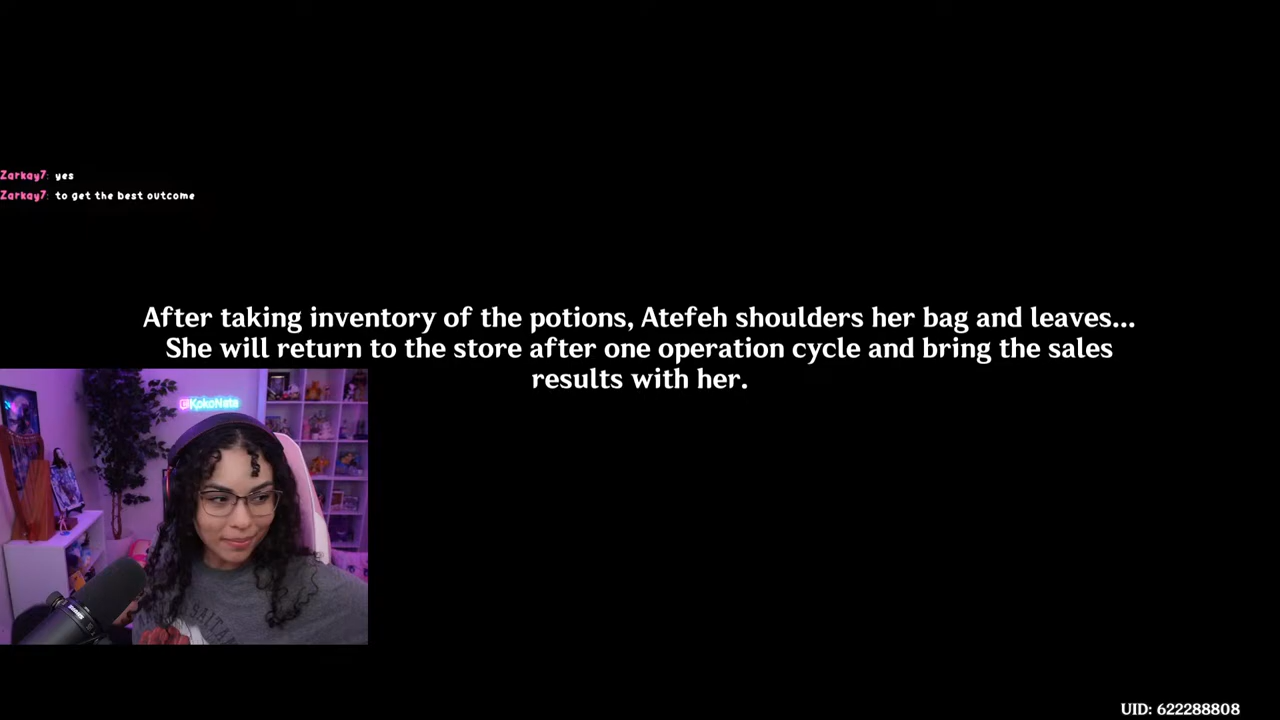 Zarkay7: yes
Zarkay7: to get the best outcome
After taking inventory of the potions, Atefeh shoulders her bag and leaves...
She will return to the store after one operation cycle and bring the sales
results with her.
KokoNata
UID: 622288808